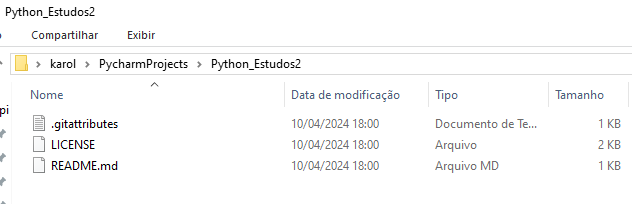 Python_Estudos2
Compartilhar Exibir
karol > PycharmProjects > Python_Estudos2
Nome Data de modificação Tipo Tamanho
.gitattributes 10/04/2024 18:00 Documento de Te... 1 KB
LICENSE 10/04/2024 18:00 Arquivo 2 KB
README.md 10/04/2024 18:00 Arquivo MD 1 KB